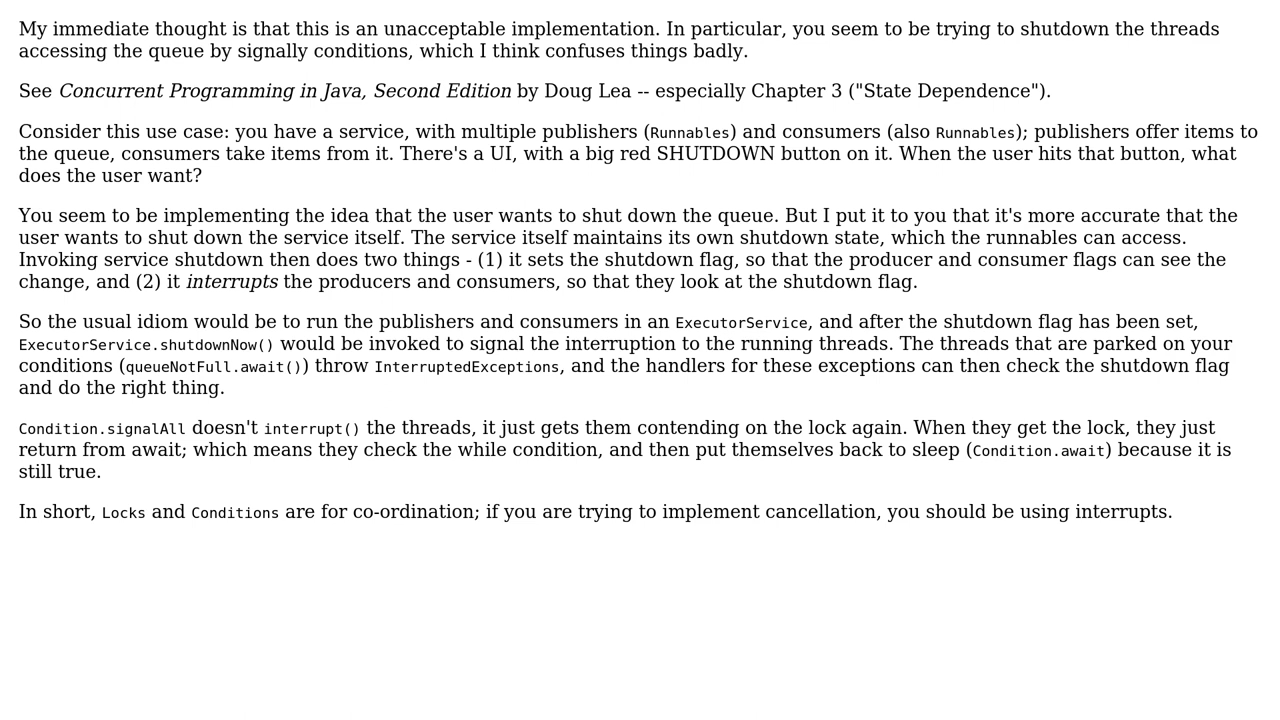 My immediate thought is that this is an unacceptable implementation. In particular, you seem to be trying to shutdown the threads
accessing the queue by signally conditions, which I think confuses things badly.
See Concurrent Programming in Java, Second Edition by Doug Lea -- especially Chapter 3 ("State Dependence").
Consider this use case: you have a service, with multiple publishers (Runnables) and consumers (also Runnables); publishers offer items to
the queue, consumers take items from it. There's a UI, with a big red SHUTDOWN button on it. When the user hits that button, what
does the user want?
You seem to be implementing the idea that the user wants to shut down the queue. But I put it to you that it's more accurate that the
user wants to shut down the service itself. The service itself maintains its own shutdown state, which the runnables can access.
Invoking service shutdown then does two things - (1) it sets the shutdown flag, so that the producer and consumer flags can see the
change, and (2) it interrupts the producers and consumers, so that they look at the shutdown flag.
So the usual idiom would be to run the publishers and consumers in an ExecutorService, and after the shutdown flag has been set,
ExecutorService.shutdownNow() would be invoked to signal the interruption to the running threads. The threads that are parked on your
conditions (queueNotFull.await()) throw InterruptedExceptions, and the handlers for these exceptions can then check the shutdown flag
and do the right thing.
Condition.signalAll doesn't interrupt() the threads, it just gets them contending on the lock again. When they get the lock, they just
return from await; which means they check the while condition, and then put themselves back to sleep (Condition.await) because it is
still true.
In short, Locks and Conditions are for co-ordination; if you are trying to implement cancellation, you should be using interrupts.